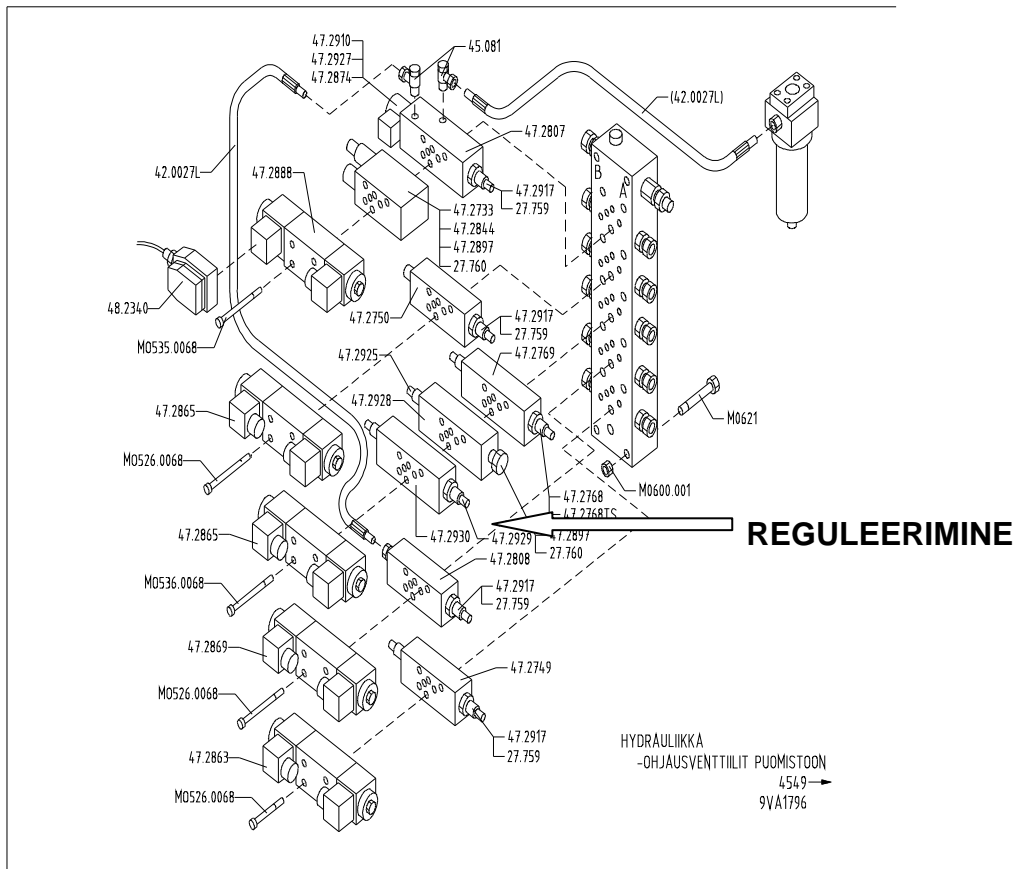 47.2910
45.081
47.2927
47.2874
(42.0027L)
47.2807
42.0027L
47.2888
47.2917
47.2733
27.759
47.2844
47.2897
27.760
48.2340
47.2750
47.2917
27.759
M0535.0068
47.2925
47.2769
47.2928
47.2865
M0621
M0526.0068
47.2768
M0600.001
47.2768TS
47.2865
47.2930
47.2929
47.2897
REGULEERIMINE
27.760
47.2808
M0536.0068
47.2917
27.759
47.2869
47.2749
M0526.0068
47.2917
27.759
47.2863
M0526.0068
B
A
HYDRAULIIKKA
-OHJAUSVENTTIILIT PUOMISTOON
4549
9VA1796